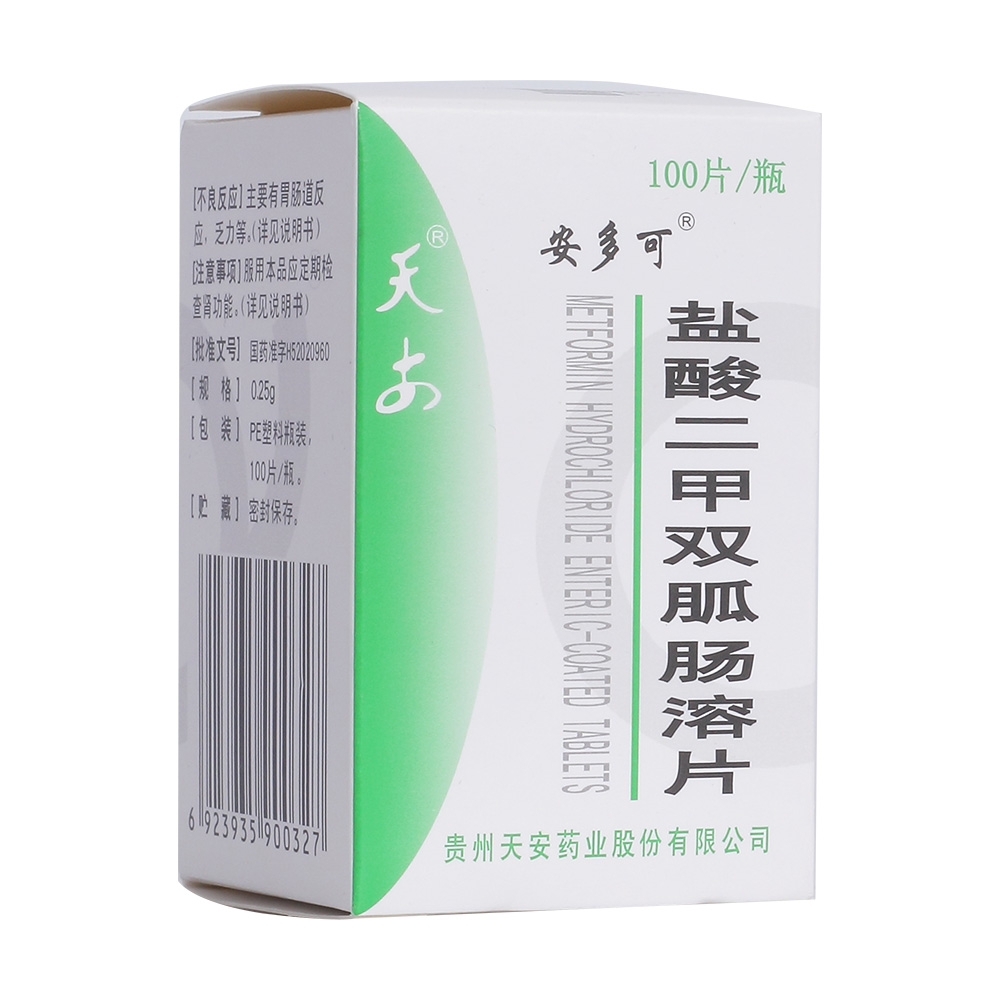 [不良反应]主要有胃肠道反
应，乏力等。(详见说明书)
[注意事项]服用本品应定期检
查肾功能。(详见说明书)
[批准文号] 国药准字H52020960
[规 格] 0.25g
[包 装] PE塑料瓶装，
100片/瓶。
[贮 藏] 密封保存。
6 923935 900327
天安®
100片/瓶
安多可®
盐酸二甲双胍肠溶片
METFORMIN HYDROCHLORIDE ENTERIC-COATED TABLETS
贵州天安药业股份有限公司